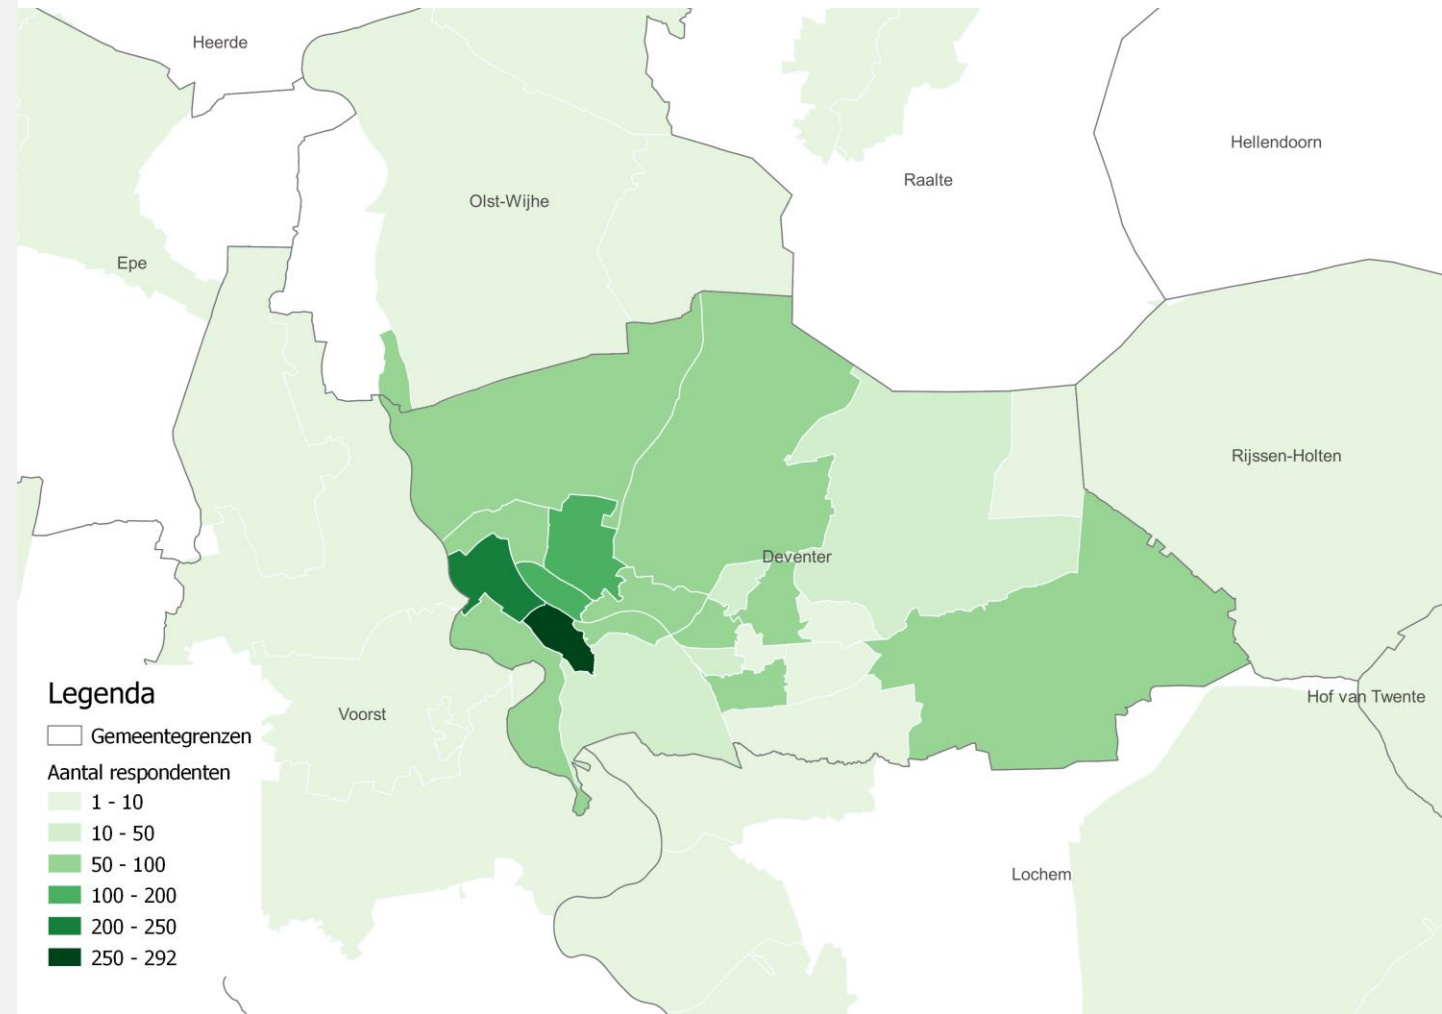 Heerde
Hellendoorn
Raalte
Olst-Wijhe
Epe
Rijssen-Holten
Deventer
Hof van Twente
Voorst
Lochem
Legenda
Gemeentegrenzen
Aantal respondenten
1 - 10
10 - 50
50 - 100
100 - 200
200 - 250
250 - 292